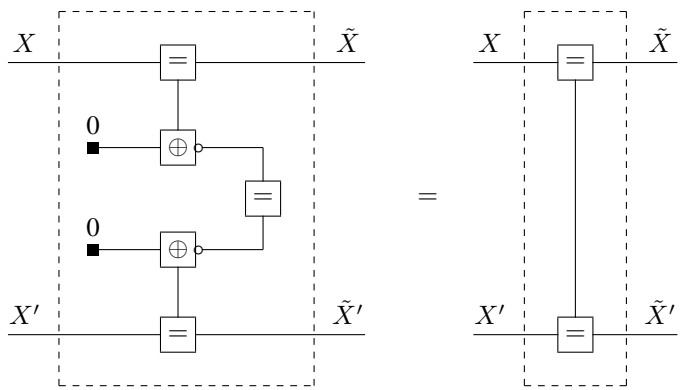 X = X̃ X = X̃
0
⊕
= =
0
⊕
X′ = X̃′ X′ = X̃′